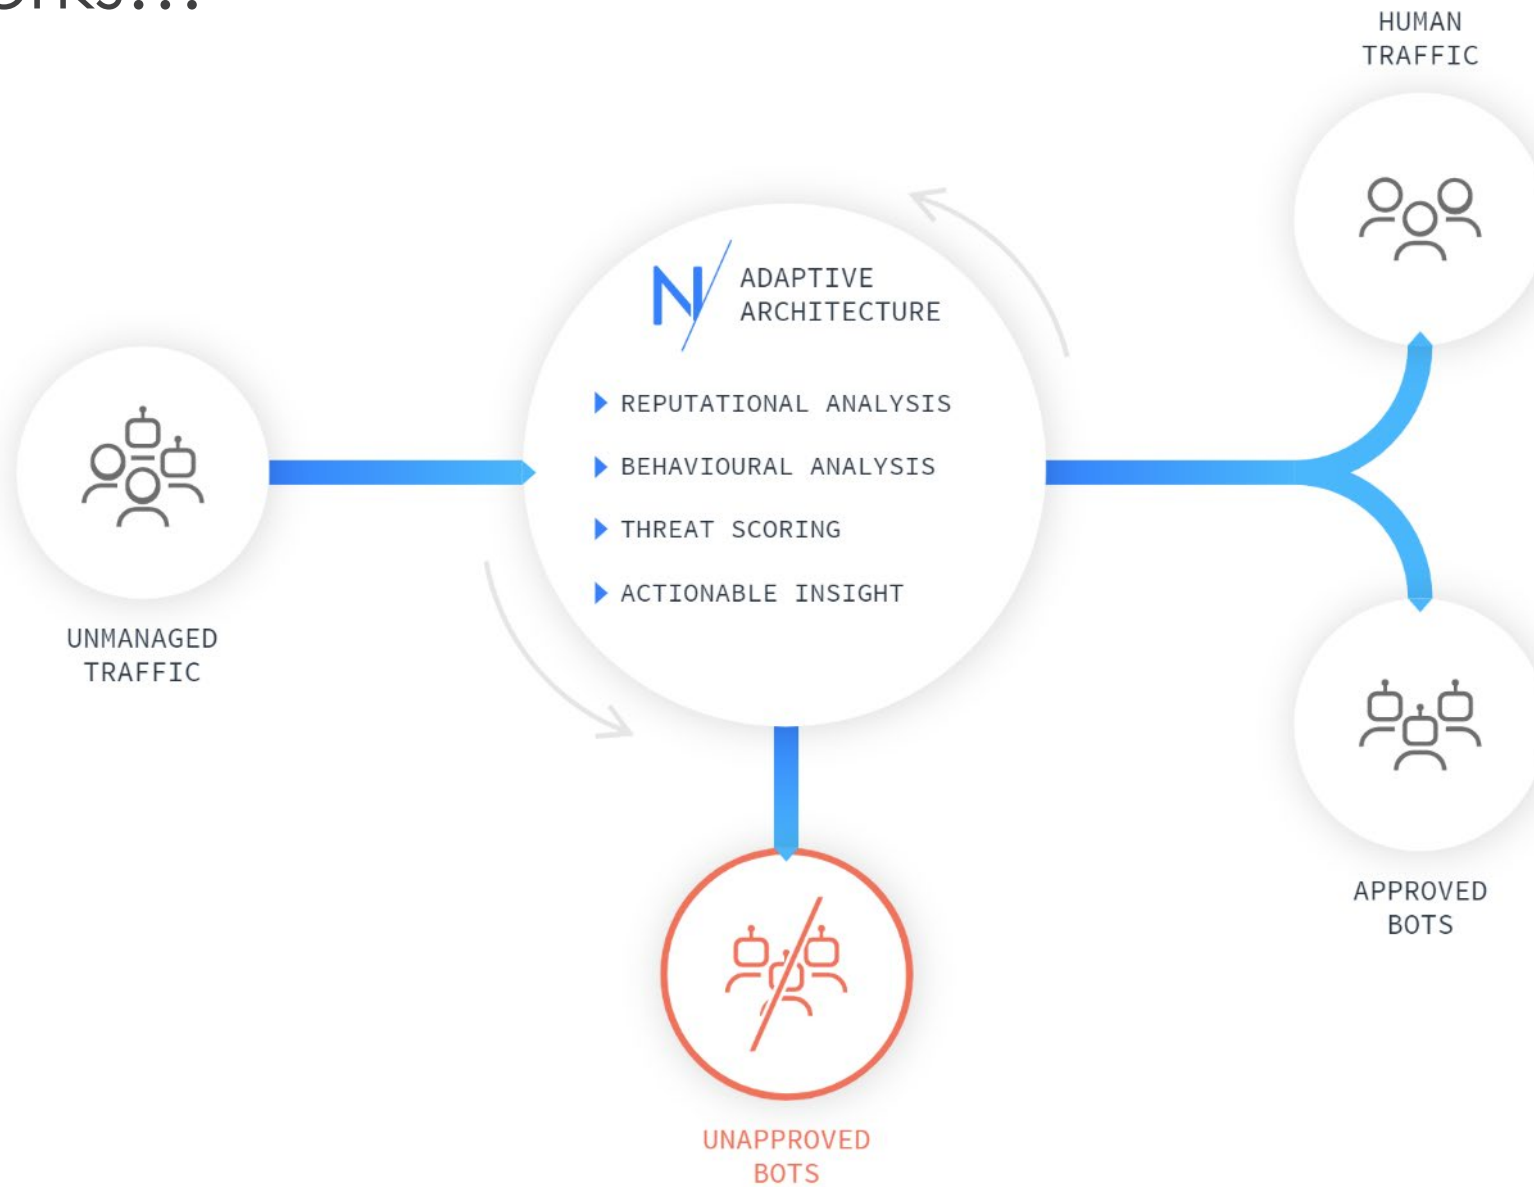 HUMAN
TRAFFIC
N
ADAPTIVE
ARCHITECTURE
REPUTATIONAL ANALYSIS
BEHAVIOURAL ANALYSIS
THREAT SCORING
ACTIONABLE INSIGHT
UNMANAGED
TRAFFIC
APPROVED
BOTS
UNAPPROVED
BOTS